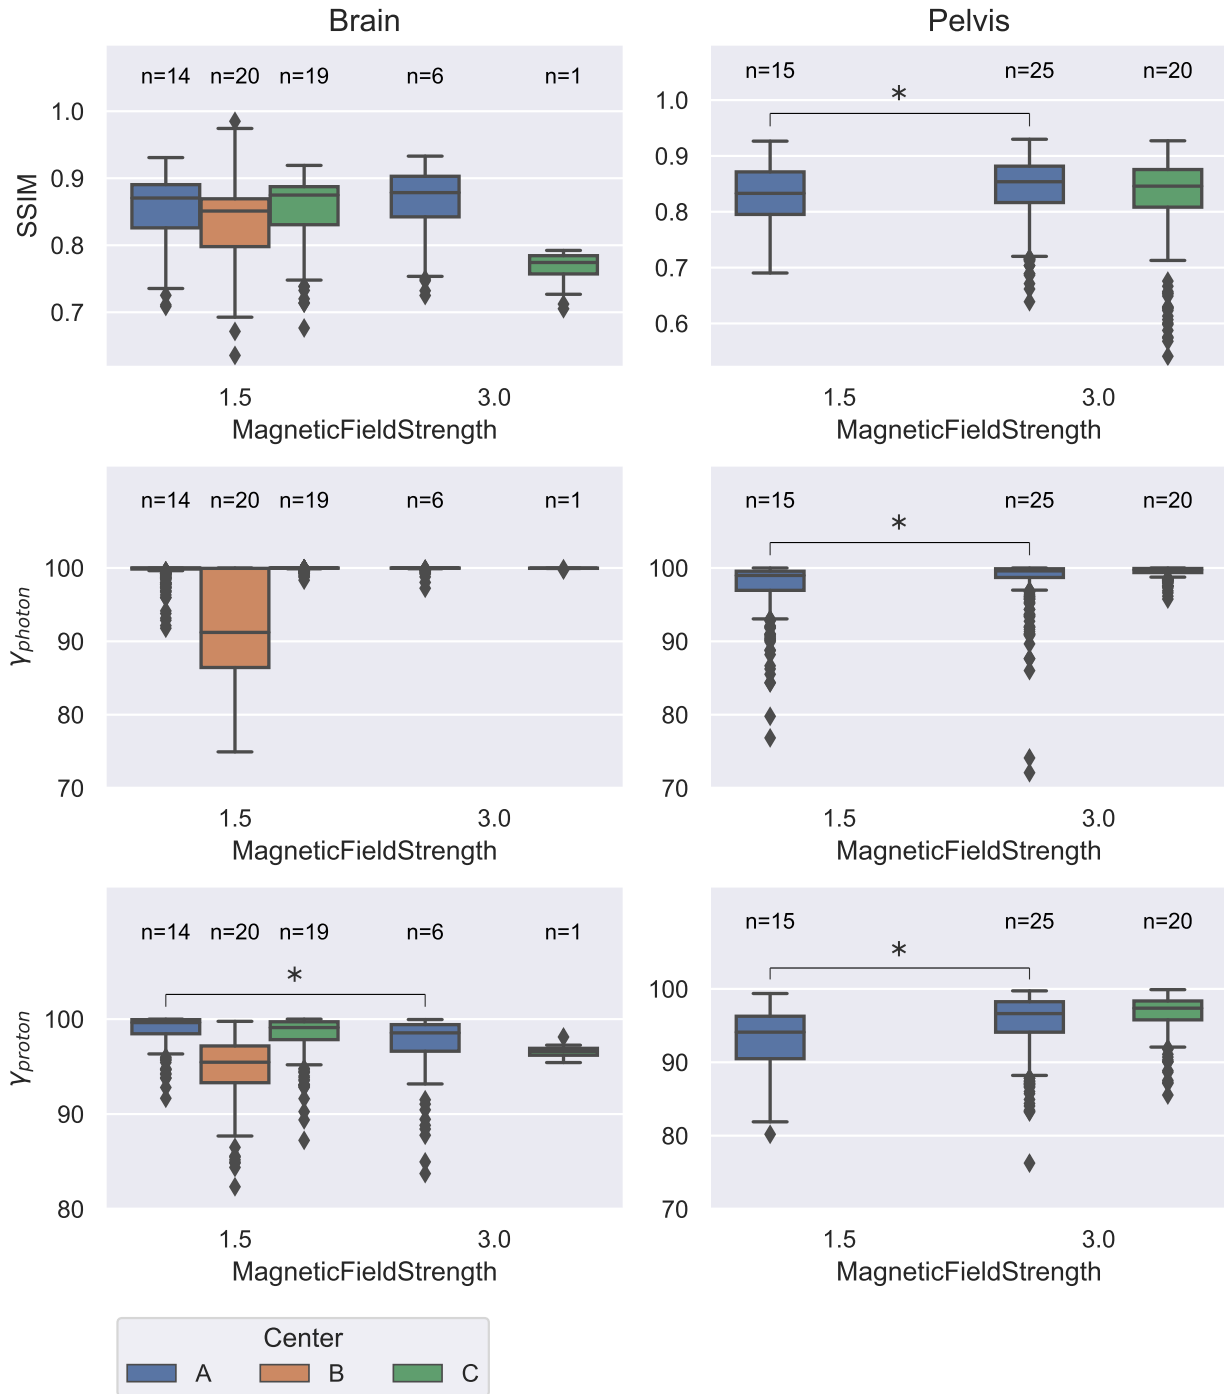 Brain Pelvis
n=14 n=20 n=19 n=6 n=1
n=15 n=25 n=20
*
SSIM
1.0
0.9
0.8
0.7
1.0
0.9
0.8
0.7
0.6
1.5 3.0
MagneticFieldStrength
1.5 3.0
MagneticFieldStrength
n=14 n=20 n=19 n=6 n=1
n=15 n=25 n=20
*
γphoton
100
90
80
70
100
90
80
70
1.5 3.0
MagneticFieldStrength
1.5 3.0
MagneticFieldStrength
n=14 n=20 n=19 n=6 n=1
*
n=15 n=25 n=20
*
γproton
100
90
80
100
90
80
70
1.5 3.0
MagneticFieldStrength
1.5 3.0
MagneticFieldStrength
Center
A B C